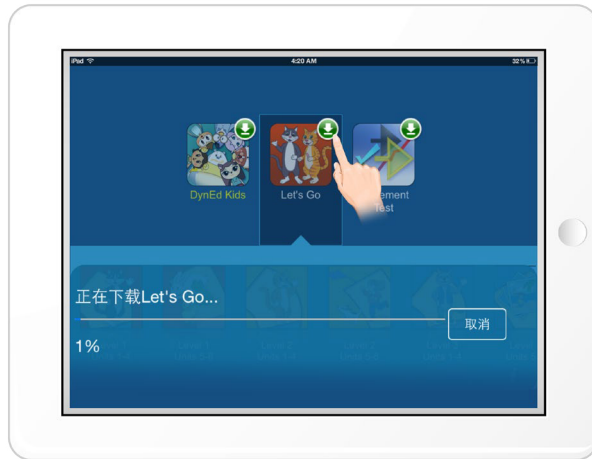 iPad 4:20 AM 32%
DynEd Kids
Let's Go
ement
Test
正在下载Let's Go...
取消
1%